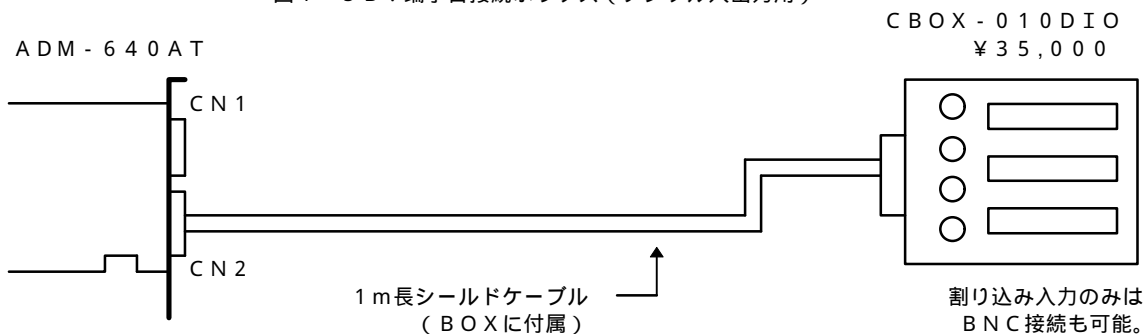 CBOX-010DIO
ADM-640AT
¥35,000
CN1
CN2
1m長シールドケーブル
(BOXに付属)
割り込み入力のみは
BNC接続も可能。